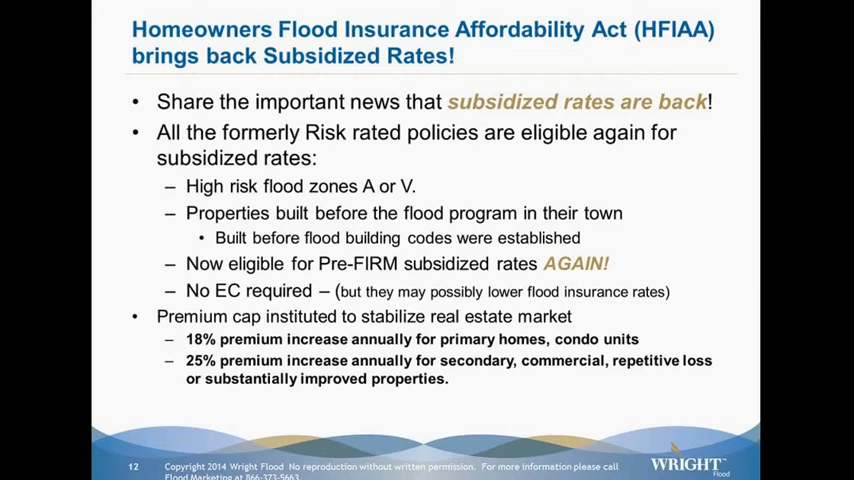 Homeowners Flood Insurance Affordability Act (HFIAA)
brings back Subsidized Rates!
• Share the important news that subsidized rates are back!
• All the formerly Risk rated policies are eligible again for
subsidized rates:
– High risk flood zones A or V.
– Properties built before the flood program in their town
• Built before flood building codes were established
– Now eligible for Pre-FIRM subsidized rates AGAIN!
– No EC required – (but they may possibly lower flood insurance rates)
• Premium cap instituted to stabilize real estate market
– 18% premium increase annually for primary homes, condo units
– 25% premium increase annually for secondary, commercial, repetitive loss
or substantially improved properties.
12 Copyright 2014 Wright Flood No reproduction without written permission. For more information please call
Flood Marketing at 866-373-5663
WRIGHT
Flood